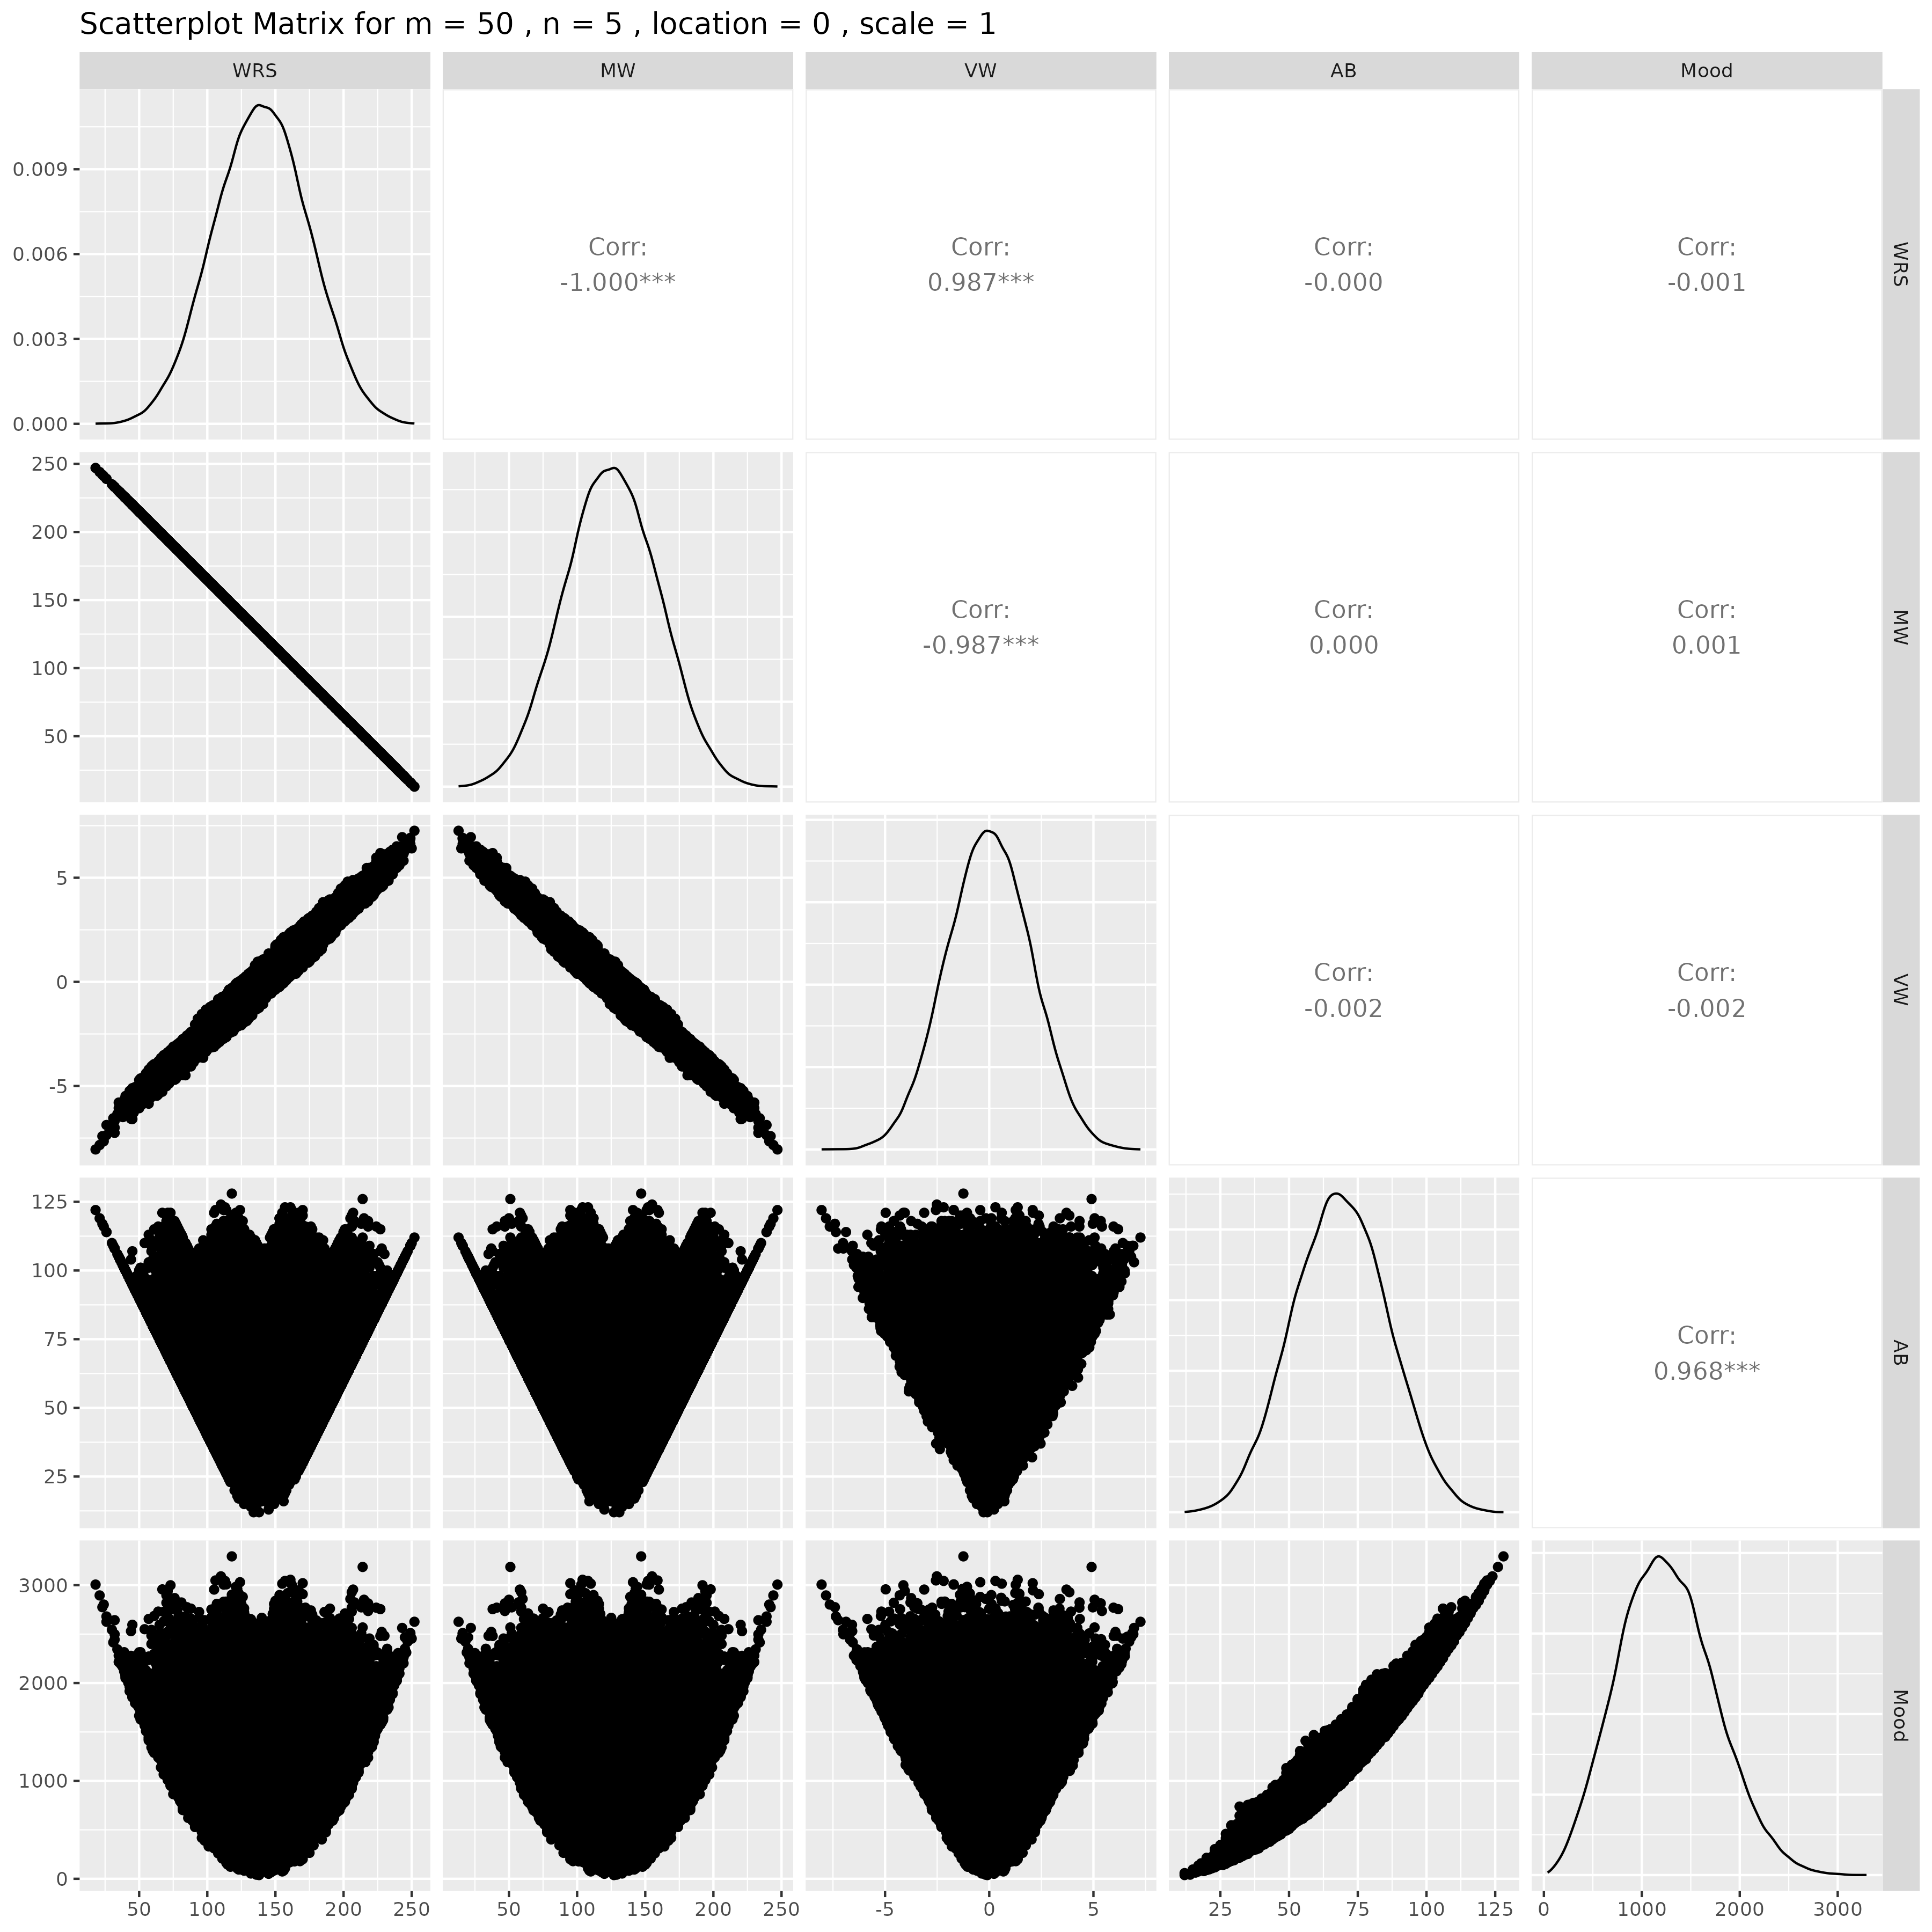 Scatterplot Matrix for m = 50 , n = 5 , location = 0 , scale = 1
WRS
MW
VW
AB
Mood
0.009
0.006
0.003
0.000
Corr:
-1.000***
Corr:
0.987***
Corr:
-0.000
Corr:
-0.001
WRS
250
200
150
100
50
Corr:
-0.987***
Corr:
0.000
Corr:
0.001
MW
5
0
-5
Corr:
-0.002
Corr:
-0.002
VW
125
100
75
50
25
Corr:
0.968***
AB
3000
2000
1000
0
Mood
50 100 150 200 250
50 100 150 200 250
-5 0 5
25 50 75 100 125
0 1000 2000 3000